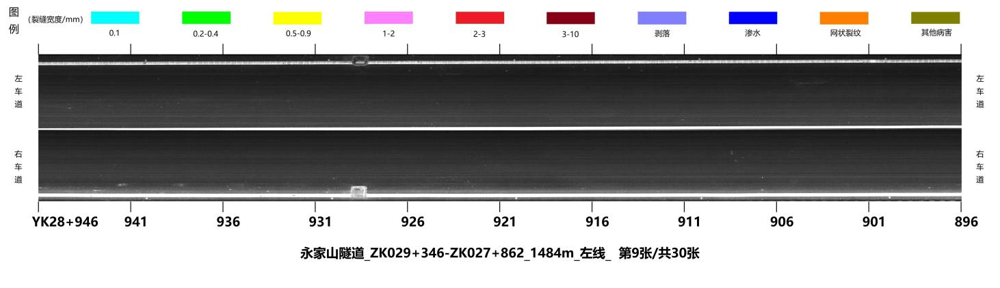 图例
(裂缝宽度/mm)
0.1 0.2-0.4 0.5-0.9 1-2 2-3 3-10 剥落 渗水 网状裂纹 其他病害
左车道 左车道
右车道 右车道
YK28+946 941 936 931 926 921 916 911 906 901 896
永家山隧道_ZK029+346-ZK027+862_1484m_左线_ 第9张/共30张